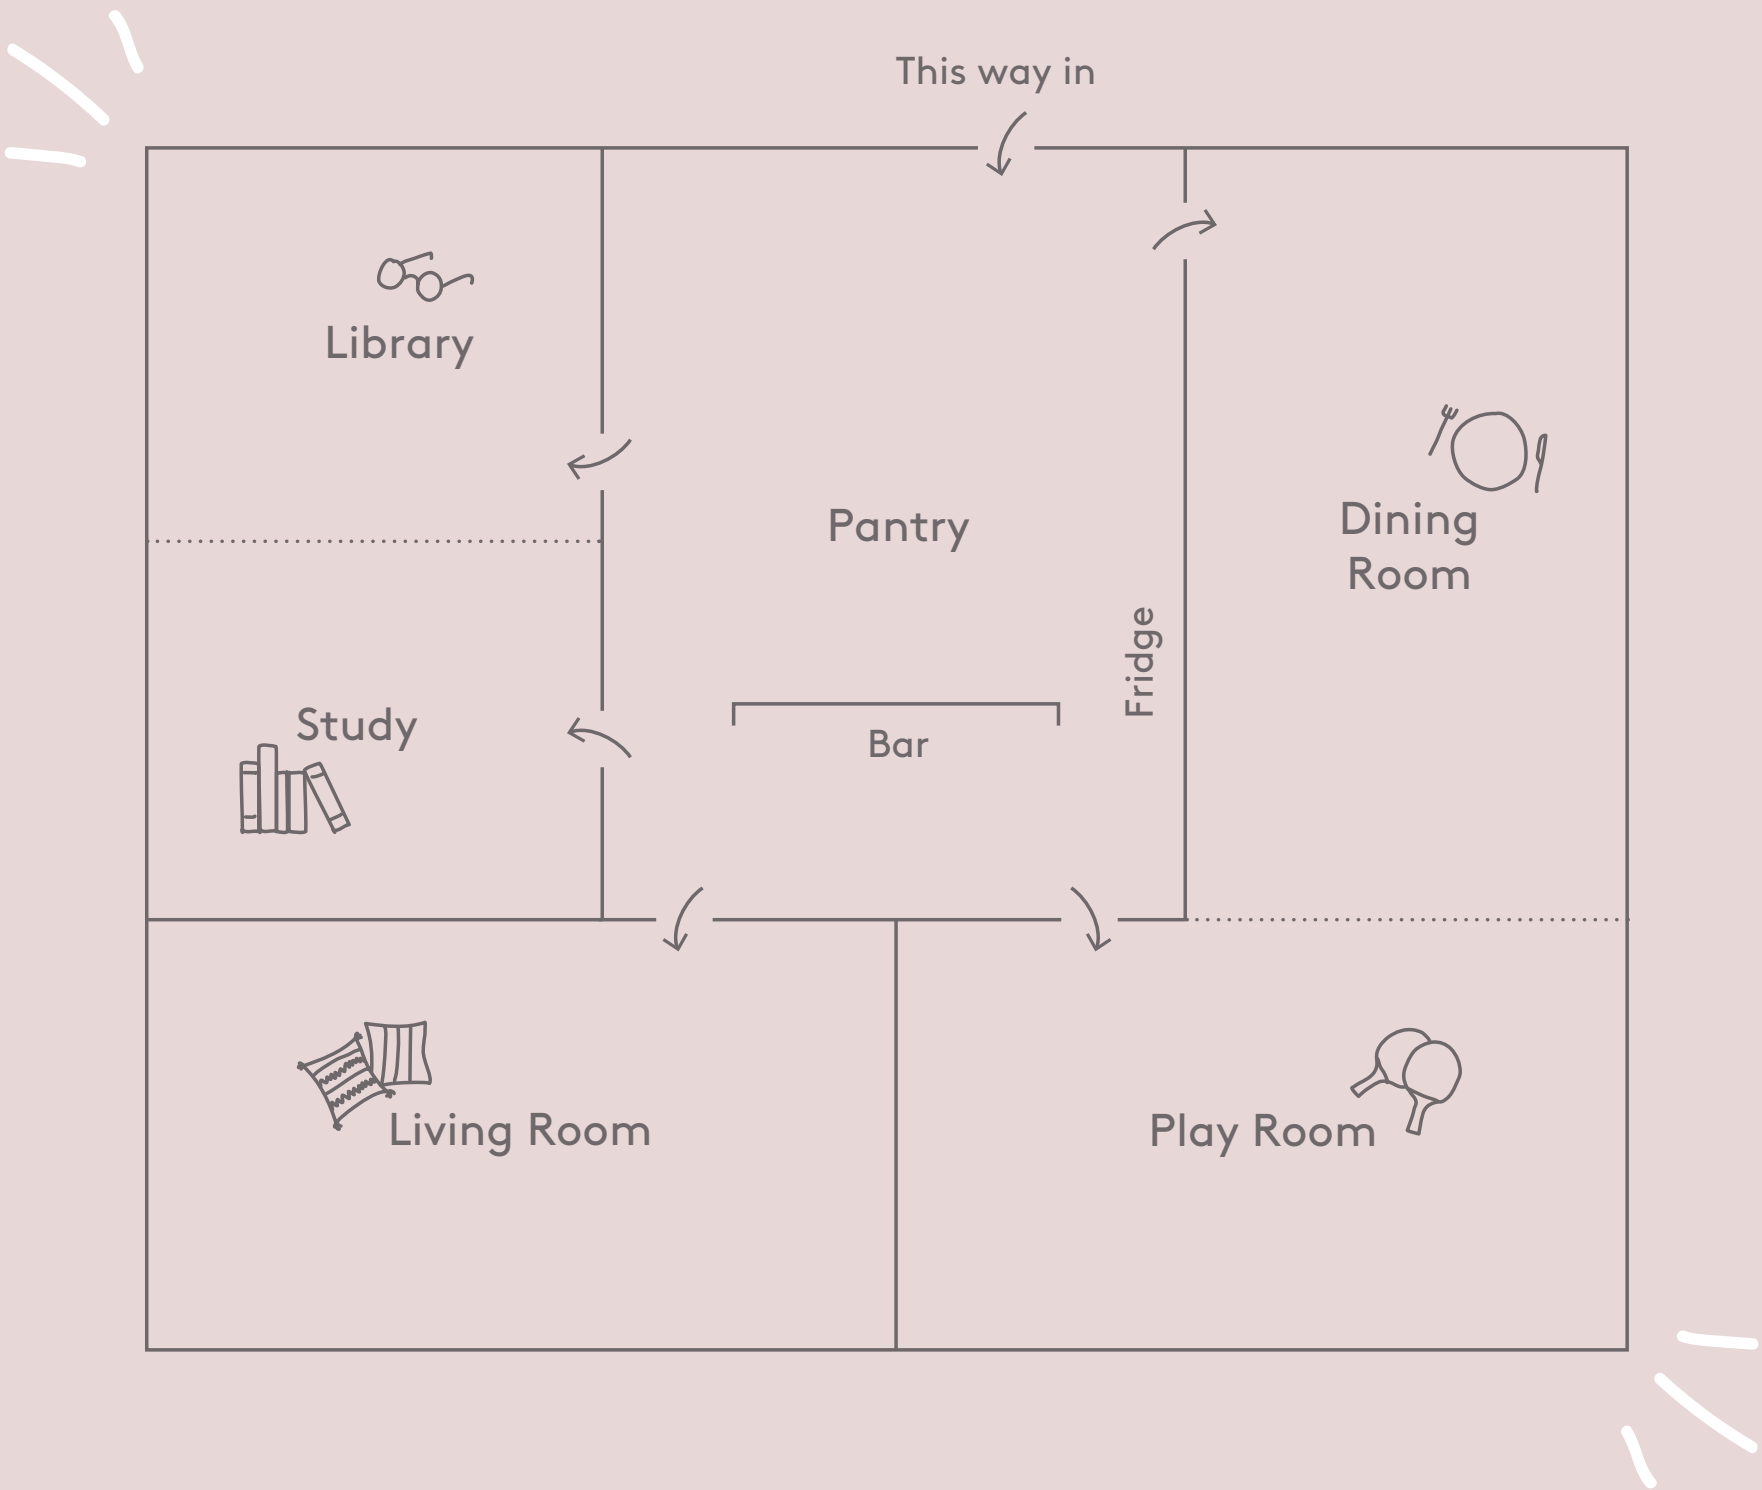 This way in
Library
Pantry
Dining
Room
Fridge
Study
Bar
Living Room
Play Room